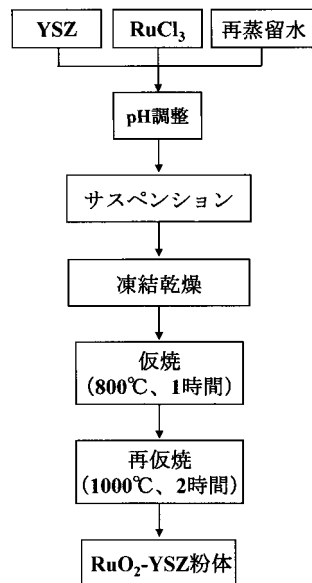 YSZ
RuCl₃
再蒸留水
pH調整
サスペンション
凍結乾燥
仮焼
(800℃、1時間)
再仮焼
(1000℃、2時間)
RuO₂-YSZ粉体